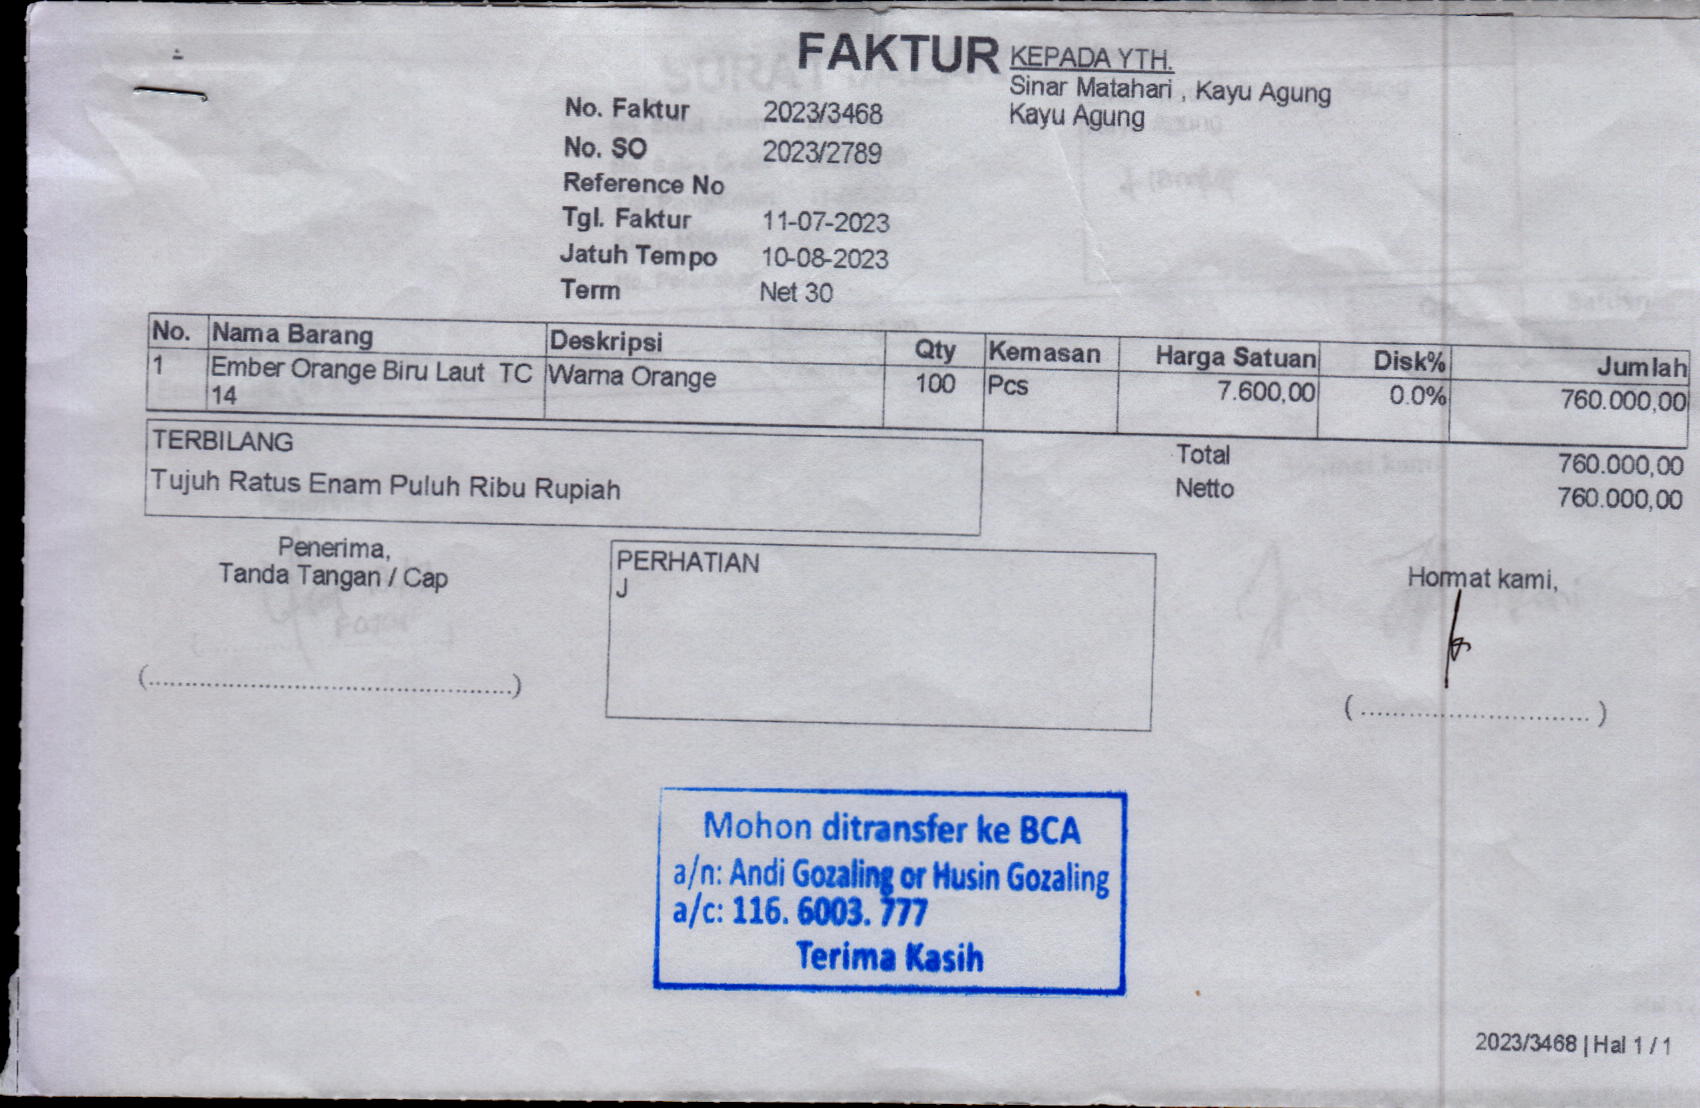 FAKTUR
KEPADA YTH.
Sinar Matahari , Kayu Agung
Kayu Agung
No. Faktur 2023/3468
No. SO 2023/2789
Reference No
Tgl. Faktur 11-07-2023
Jatuh Tempo 10-08-2023
Term Net 30
No. Nama Barang Deskripsi Qty Kemasan Harga Satuan Disk% Jumlah
1 Ember Orange Biru Laut TC Warna Orange 100 Pcs 7.600,00 0.0% 760.000,00
14
TERBILANG
Tujuh Ratus Enam Puluh Ribu Rupiah
Total 760.000,00
Netto 760.000,00
Penerima,
Tanda Tangan / Cap
(....................................................)
PERHATIAN
J
Hormat kami,
( ................................. )
Mohon ditransfer ke BCA
a/n: Andi Gozaling or Husin Gozaling
a/c: 116. 6003. 777
Terima Kasih
2023/3468 | Hal 1 / 1